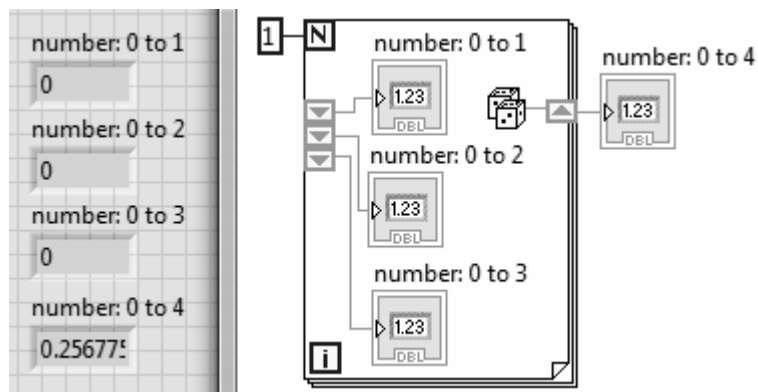 number: 0 to 1
0
number: 0 to 2
0
number: 0 to 3
0
number: 0 to 4
0.256775
1
N
number: 0 to 1
1.23
DBL
number: 0 to 2
1.23
DBL
number: 0 to 3
1.23
DBL
i
number: 0 to 4
1.23
DBL